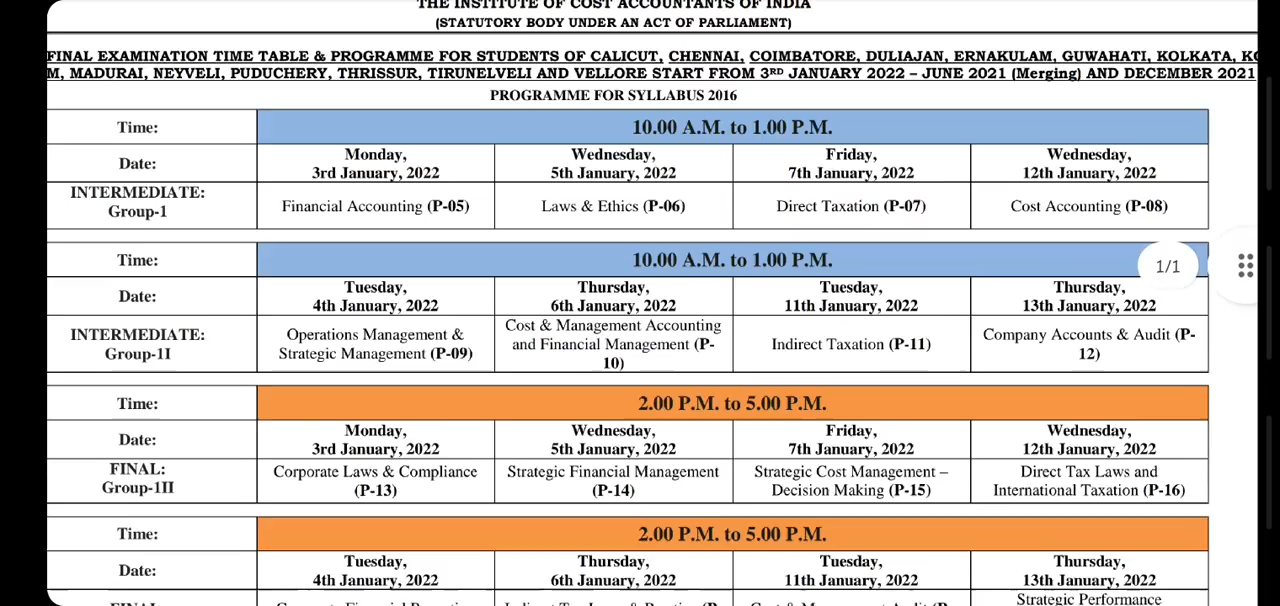 THE INSTITUTE OF COST ACCOUNTANTS OF INDIA
(STATUTORY BODY UNDER AN ACT OF PARLIAMENT)
FINAL EXAMINATION TIME TABLE & PROGRAMME FOR STUDENTS OF CALICUT, CHENNAI, COIMBATORE, DULIAJAN, ERNAKULAM, GUWAHATI, KOLKATA,
MADURAI, NEYVELI, PUDUCHERY, THRISSUR, TIRUNELVELI AND VELLORE START FROM 3RD JANUARY 2022 – JUNE 2021 (Merging) AND DECEMBER 2021
PROGRAMME FOR SYLLABUS 2016
Time:
10.00 A.M. to 1.00 P.M.
Date:
Monday,
3rd January, 2022
Wednesday,
5th January, 2022
Friday,
7th January, 2022
Wednesday,
12th January, 2022
INTERMEDIATE:
Group-1
Financial Accounting (P-05)
Laws & Ethics (P-06)
Direct Taxation (P-07)
Cost Accounting (P-08)
Time:
10.00 A.M. to 1.00 P.M.
1/1
Date:
Tuesday,
4th January, 2022
Thursday,
6th January, 2022
Tuesday,
11th January, 2022
Thursday,
13th January, 2022
INTERMEDIATE:
Group-1I
Operations Management &
Strategic Management (P-09)
Cost & Management Accounting
and Financial Management (P-
10)
Indirect Taxation (P-11)
Company Accounts & Audit (P-
12)
Time:
2.00 P.M. to 5.00 P.M.
Date:
Monday,
3rd January, 2022
Wednesday,
5th January, 2022
Friday,
7th January, 2022
Wednesday,
12th January, 2022
FINAL:
Group-1II
Corporate Laws & Compliance
(P-13)
Strategic Financial Management
(P-14)
Strategic Cost Management –
Decision Making (P-15)
Direct Tax Laws and
International Taxation (P-16)
Time:
2.00 P.M. to 5.00 P.M.
Date:
Tuesday,
4th January, 2022
Thursday,
6th January, 2022
Tuesday,
11th January, 2022
Thursday,
13th January, 2022
Strategic Performance